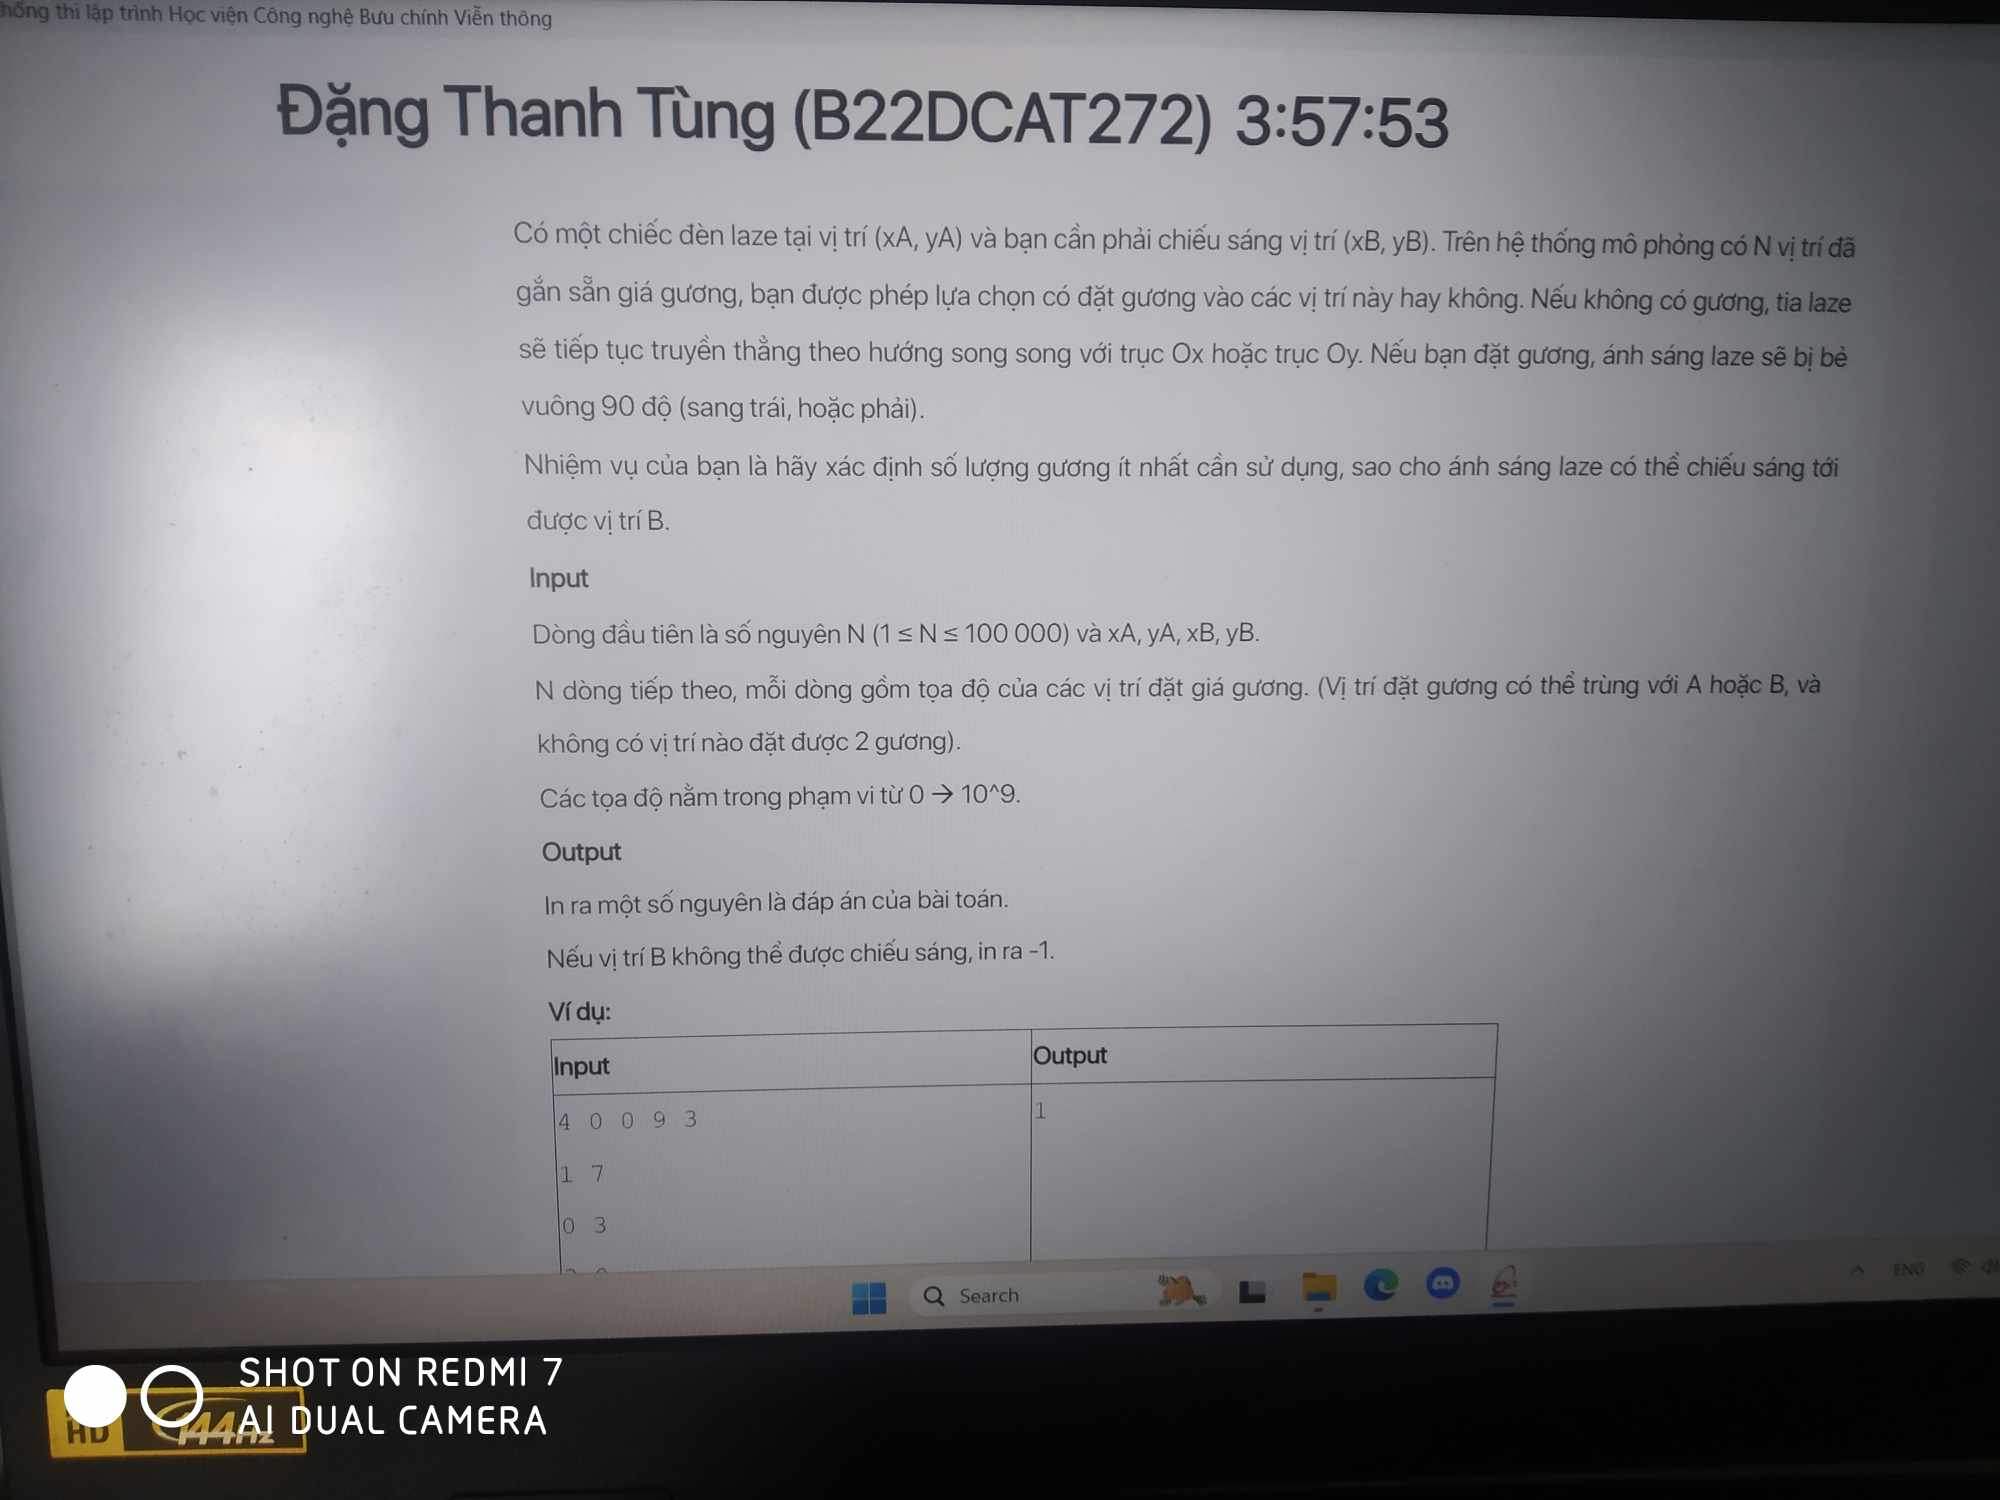 thống thi lập trình Học viện Công nghệ Bưu chính Viễn thông
Đặng Thanh Tùng (B22DCAT272) 3:57:53
Có một chiếc đèn laze tại vị trí (xA, yA) và bạn cần phải chiếu sáng vị trí (xB, yB). Trên hệ thống mô phỏng có N vị trí đã
gắn sẵn giá gương, bạn được phép lựa chọn có đặt gương vào các vị trí này hay không. Nếu không có gương, tia laze
sẽ tiếp tục truyền thẳng theo hướng song song với trục Ox hoặc trục Oy. Nếu bạn đặt gương, ánh sáng laze sẽ bị bẻ
vuông 90 độ (sang trái, hoặc phải).
Nhiệm vụ của bạn là hãy xác định số lượng gương ít nhất cần sử dụng, sao cho ánh sáng laze có thể chiếu sáng tới
được vị trí B.
Input
Dòng đầu tiên là số nguyên N (1 ≤ N ≤ 100 000) và xA, yA, xB, yB.
N dòng tiếp theo, mỗi dòng gồm tọa độ của các vị trí đặt giá gương. (Vị trí đặt gương có thể trùng với A hoặc B, và
không có vị trí nào đặt được 2 gương).
Các tọa độ nằm trong phạm vi từ 0 → 10^9.
Output
In ra một số nguyên là đáp án của bài toán.
Nếu vị trí B không thể được chiếu sáng, in ra -1.
Ví dụ:
Input Output
4 0 0 9 3 1
1 7
0 3
Search
ENG
SHOT ON REDMI 7
AI DUAL CAMERA
HD 144Hz